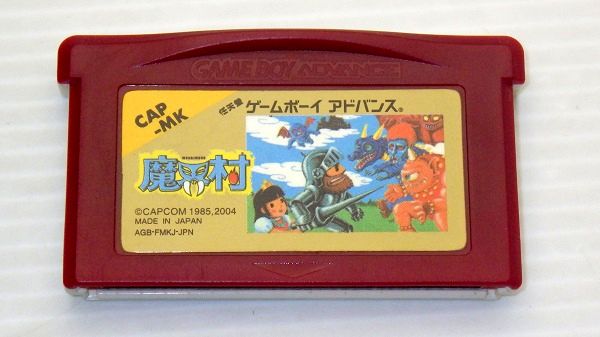 GAME BOY ADVANCE
CAP
-MK
任天堂 ゲームボーイ アドバンス®
魔界村
©CAPCOM 1985, 2004
MADE IN JAPAN
AGB-FMKJ-JPN